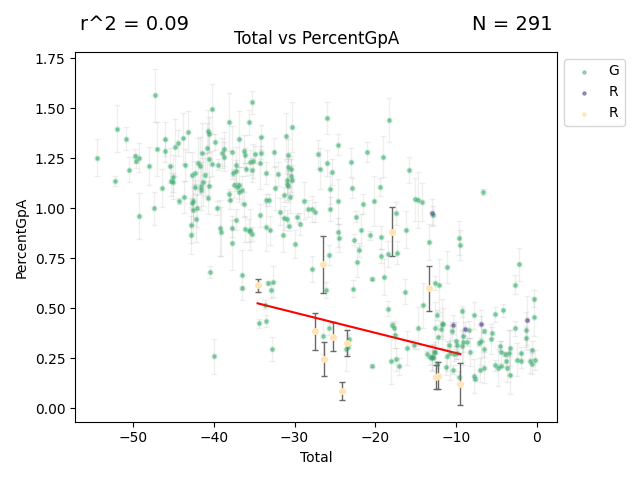 r^2 = 0.09 N = 291
Total vs PercentGpA
1.75
1.50
1.25
1.00
0.75
0.50
0.25
0.00
PercentGpA
−50 −40 −30 −20 −10 0
Total
G
R
R